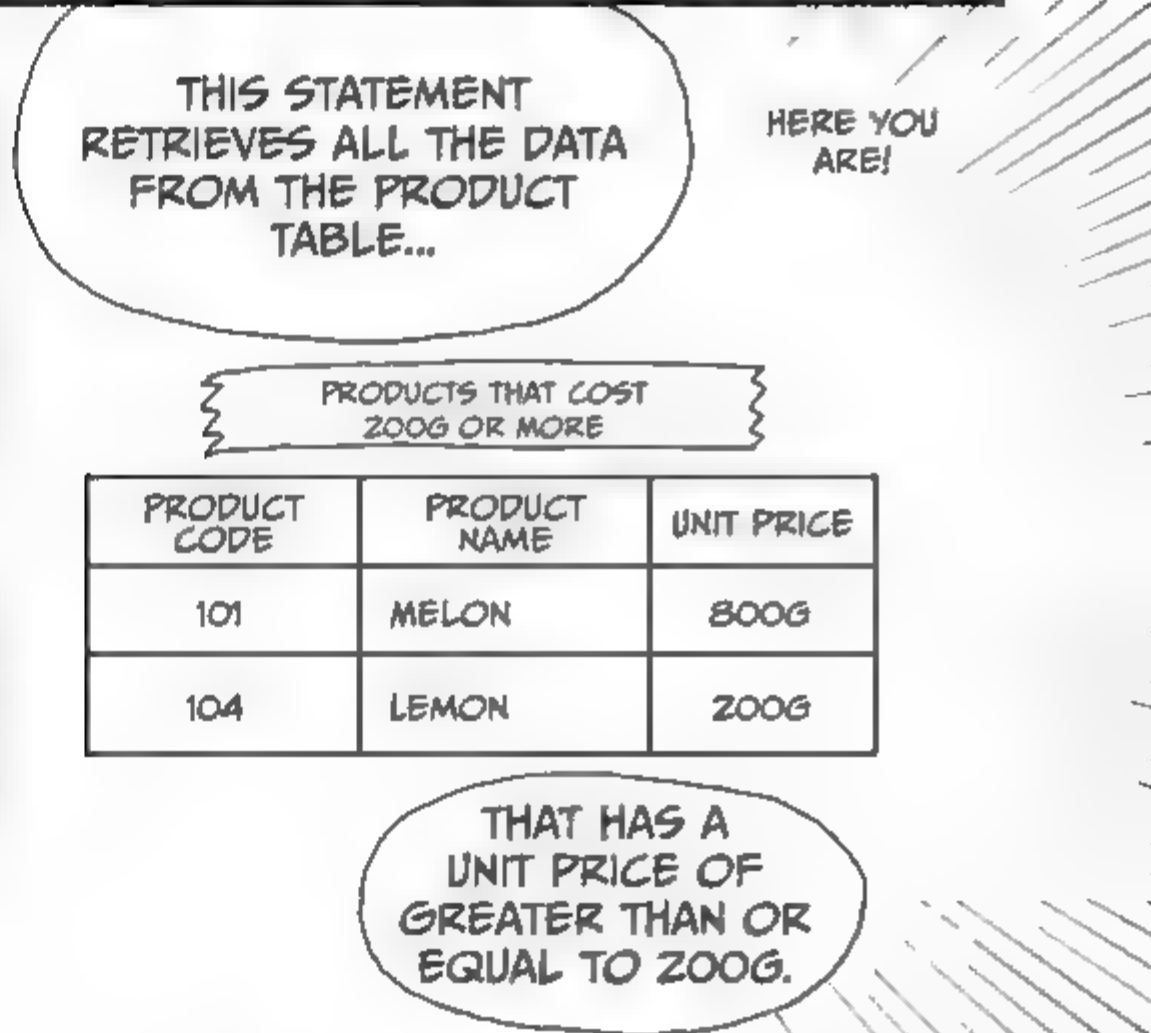 THIS STATEMENT
RETRIEVES ALL THE DATA
FROM THE PRODUCT
TABLE...
HERE YOU
ARE!
PRODUCTS THAT COST
200G OR MORE
PRODUCT
CODE
PRODUCT
NAME
UNIT PRICE
101
MELON
800G
104
LEMON
200G
THAT HAS A
UNIT PRICE OF
GREATER THAN OR
EQUAL TO 200G.